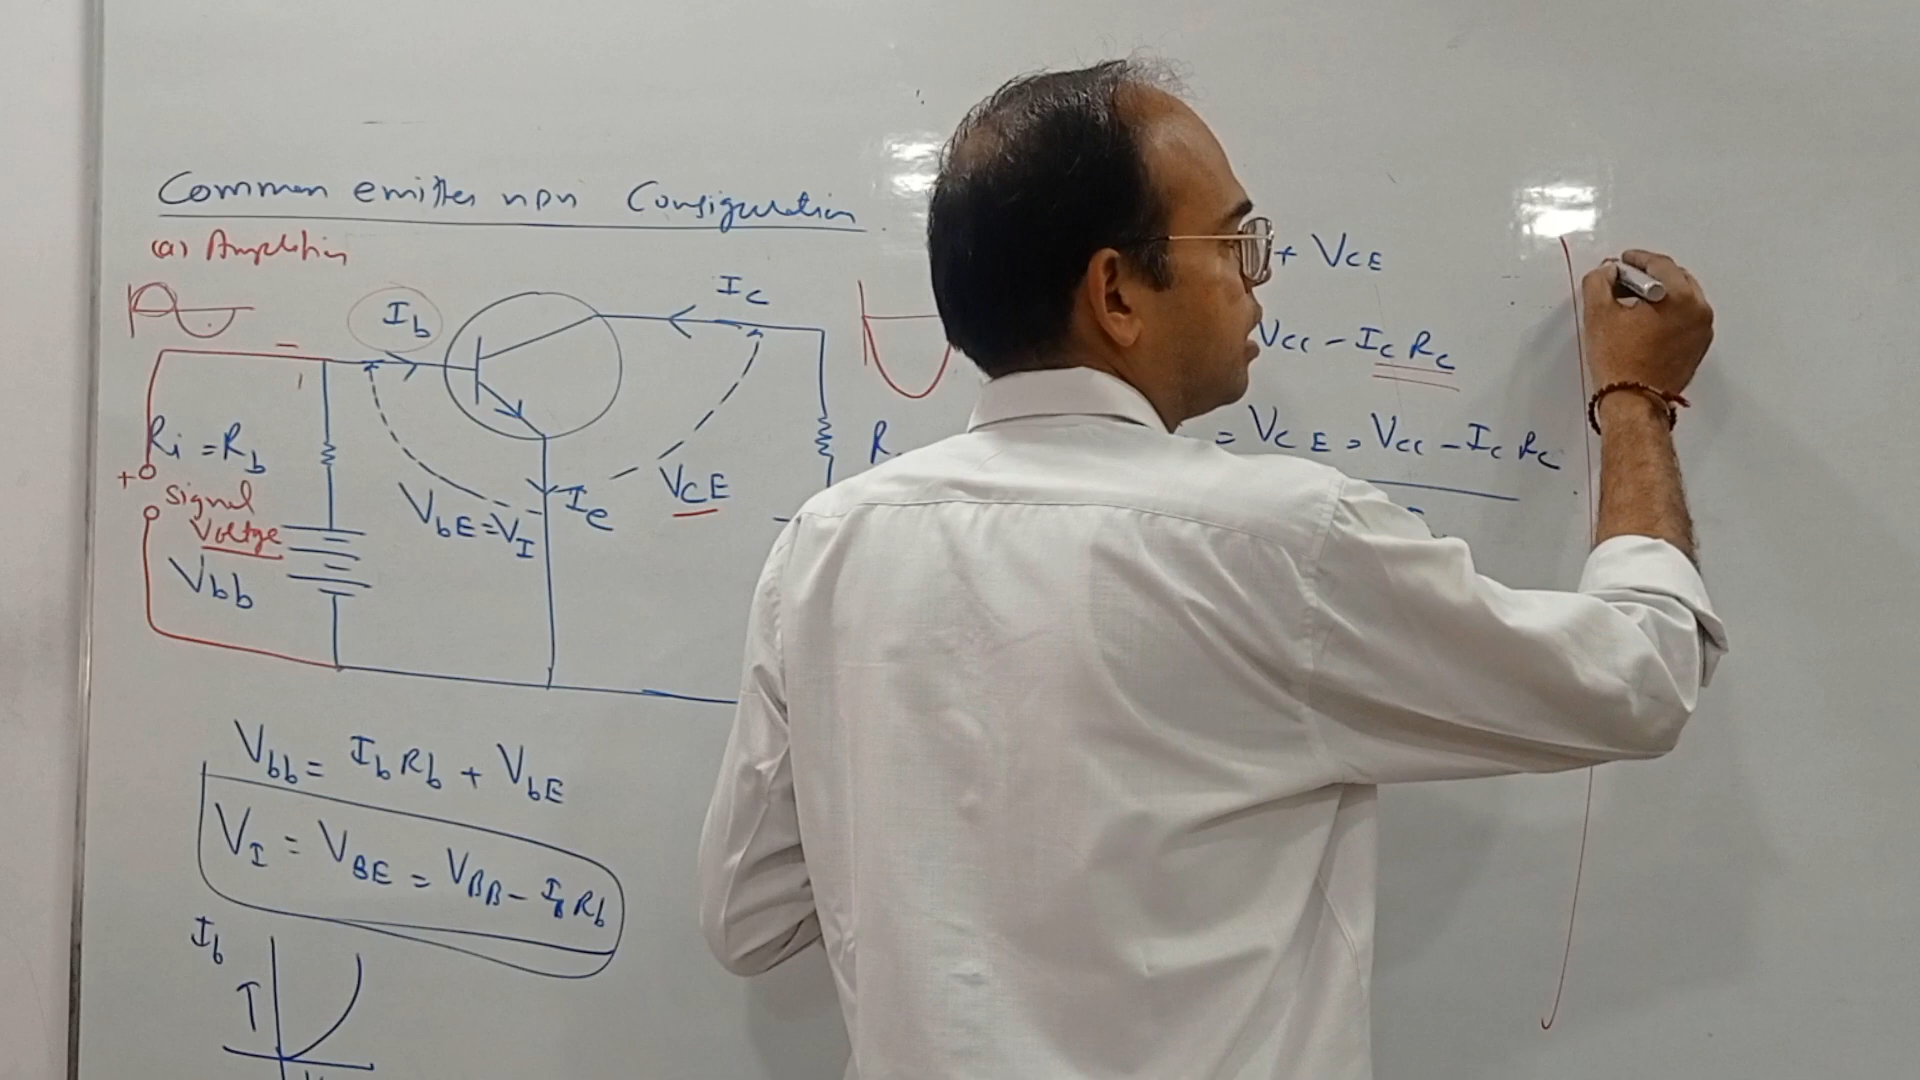 Common emitter npn Configuration
(a) Amplifier
Ib
Ic
Ri = Rb
+
Signal
Voltage
Vbb
VbE = VI
Ie
VCE
Vbb = Ib Rb + VbE
VI = VBE = VBB - IB Rb
Ib
+ VCE
Vcc - Ic Rc
= VCE = Vcc - Ic Rc